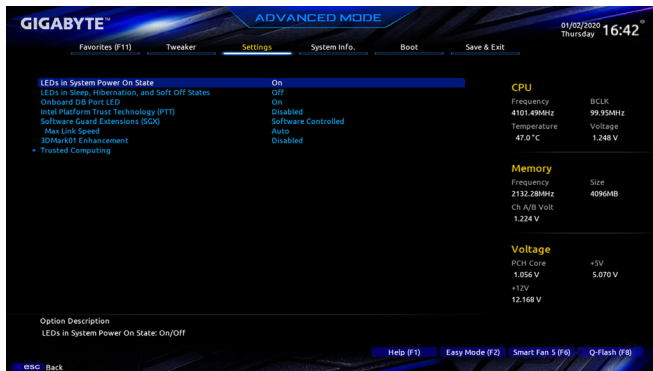 GIGABYTE™
ADVANCED MODE
01/02/2020
Thursday
16:42
Favorites (F11) Tweaker Settings System Info. Boot Save & Exit
LEDs in System Power On State On
LEDs in Sleep, Hibernation, and Soft Off States Off
Onboard DB Port LED On
Intel Platform Trust Technology (PTT) Disabled
Software Guard Extensions (SGX) Software Controlled
Max Link Speed Auto
3DMark01 Enhancement Disabled
Trusted Computing
CPU
Frequency BCLK
4101.49MHz 99.95MHz
Temperature Voltage
47.0 °C 1.248 V
Memory
Frequency Size
2132.28MHz 4096MB
Ch A/B Volt
1.224 V
Voltage
PCH Core +5V
1.056 V 5.070 V
+12V
12.168 V
Option Description
LEDs in System Power On State: On/Off
Help (F1) Easy Mode (F2) Smart Fan 5 (F6) Q-Flash (F8)
esc Back